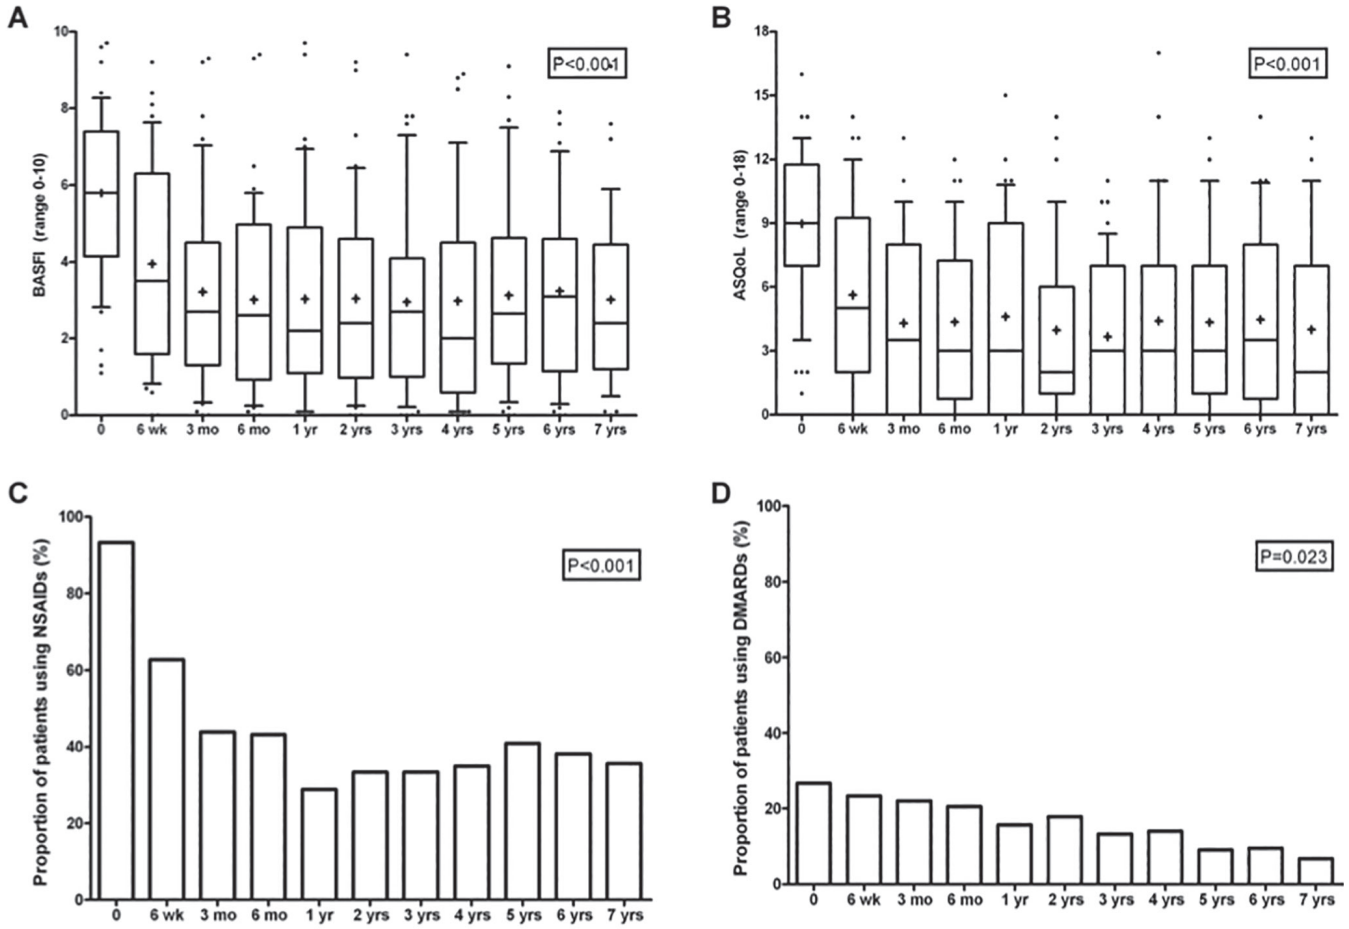 A
BASFI (range 0-10)
10
8
6
4
2
0
P<0.001
0 6 wk 3 mo 6 mo 1 yr 2 yrs 3 yrs 4 yrs 5 yrs 6 yrs 7 yrs
B
ASQoL (range 0-18)
18
15
12
9
6
3
0
P<0.001
0 6 wk 3 mo 6 mo 1 yr 2 yrs 3 yrs 4 yrs 5 yrs 6 yrs 7 yrs
C
Proportion of patients using NSAIDs (%)
100
80
60
40
20
0
P<0.001
0 6 wk 3 mo 6 mo 1 yr 2 yrs 3 yrs 4 yrs 5 yrs 6 yrs 7 yrs
D
Proportion of patients using DMARDs (%)
100
80
60
40
20
0
P=0.023
0 6 wk 3 mo 6 mo 1 yr 2 yrs 3 yrs 4 yrs 5 yrs 6 yrs 7 yrs